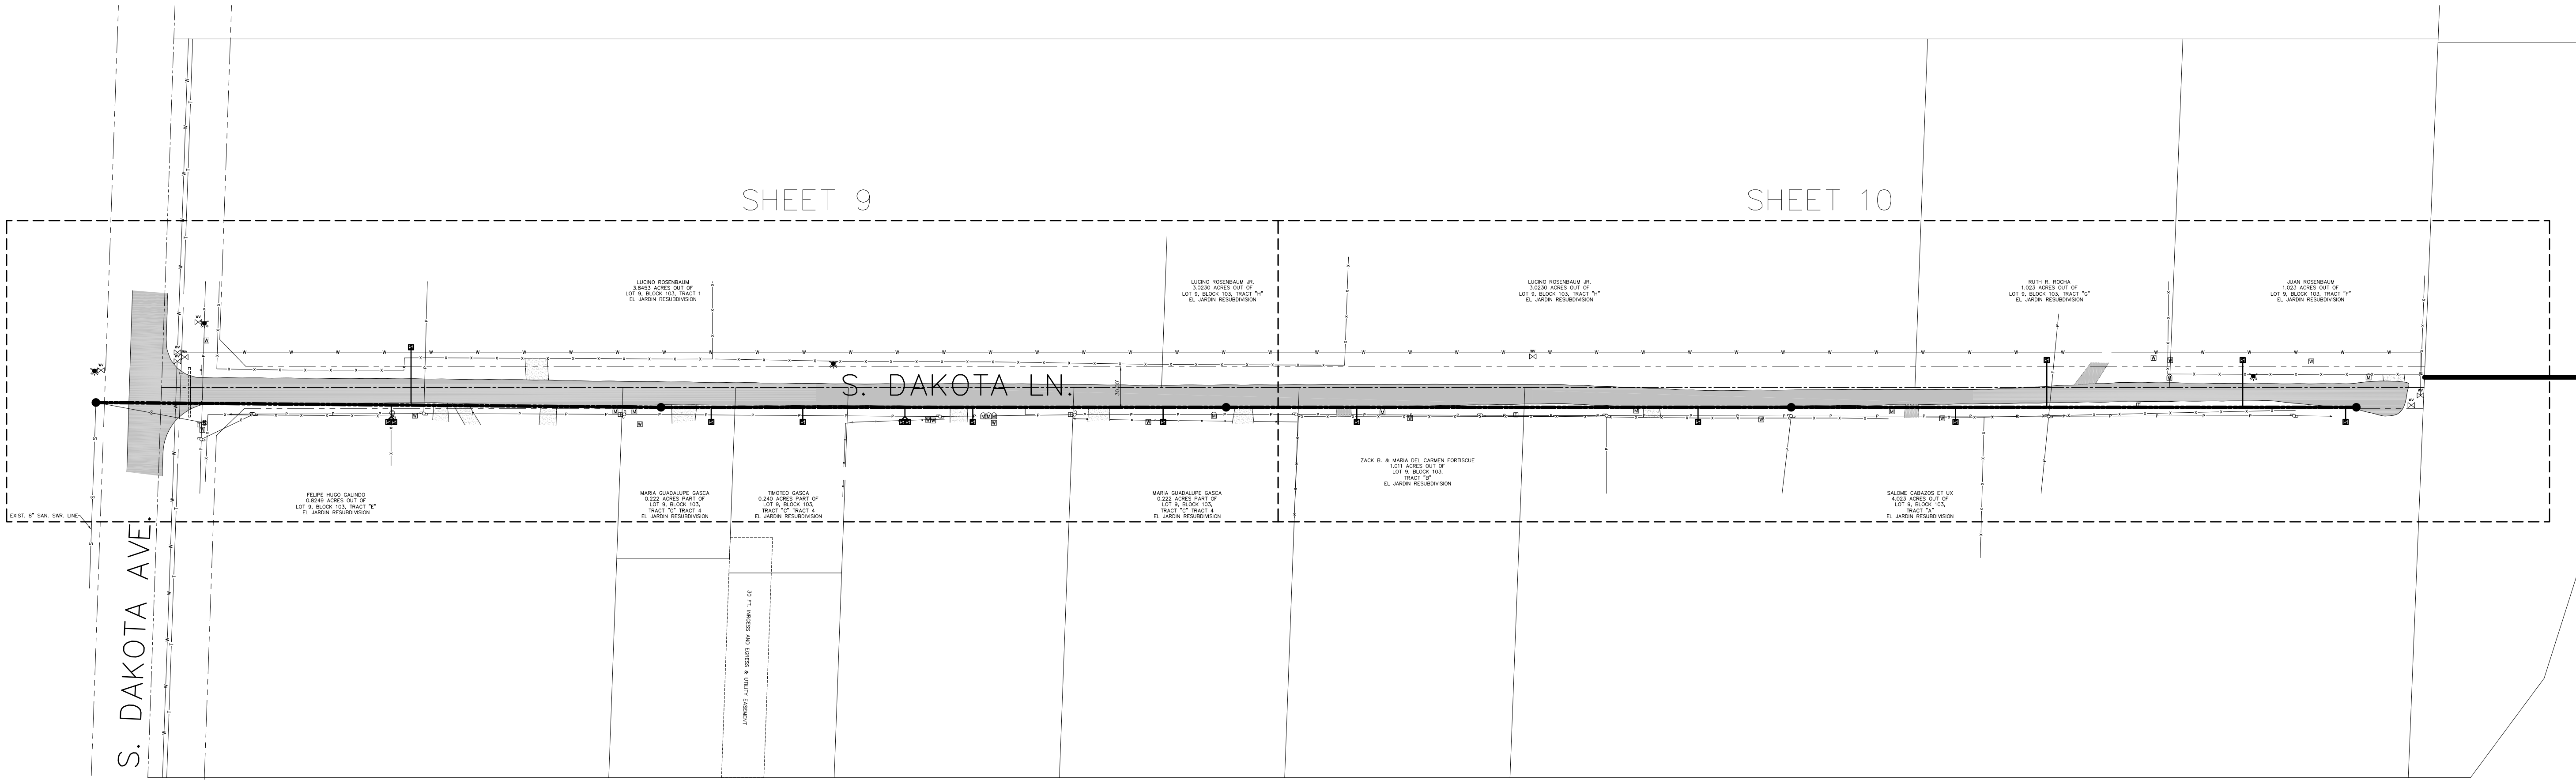 SHEET 9
SHEET 10
LUCINO ROSENBAUM
3.8453 ACRES OUT OF
LOT 9, BLOCK 103, TRACT 1
EL JARDIN RESUBDIVISION
LUCINO ROSENBAUM JR.
3.0230 ACRES OUT OF
LOT 9, BLOCK 103, TRACT "H"
EL JARDIN RESUBDIVISION
LUCINO ROSENBAUM JR.
3.0230 ACRES OUT OF
LOT 9, BLOCK 103, TRACT "H"
EL JARDIN RESUBDIVISION
RUTH R. ROCHA
1.023 ACRES OUT OF
LOT 9, BLOCK 103, TRACT "G"
EL JARDIN RESUBDIVISION
JUAN ROSENBAUM
1.023 ACRES OUT OF
LOT 9, BLOCK 103, TRACT "F"
EL JARDIN RESUBDIVISION
S. DAKOTA LN.
30.00'
EXIST. 8" SAN. SWR. LINE
FELIPE HUGO GALINDO
0.8249 ACRES OUT OF
LOT 9, BLOCK 103, TRACT "E"
EL JARDIN RESUBDIVISION
MARIA GUADALUPE GASCA
0.222 ACRES PART OF
LOT 9, BLOCK 103,
TRACT "C" TRACT 4
EL JARDIN RESUBDIVISION
TIMOTEO GASCA
0.240 ACRES PART OF
LOT 9, BLOCK 103,
TRACT "C" TRACT 4
EL JARDIN RESUBDIVISION
MARIA GUADALUPE GASCA
0.222 ACRES PART OF
LOT 9, BLOCK 103,
TRACT "C" TRACT 4
EL JARDIN RESUBDIVISION
ZACK B. & MARIA DEL CARMEN FORTISCUE
1.011 ACRES OUT OF
LOT 9, BLOCK 103,
TRACT "B"
EL JARDIN RESUBDIVISION
SALOME CABAZOS ET UX
4.023 ACRES OUT OF
LOT 9, BLOCK 103,
TRACT "A"
EL JARDIN RESUBDIVISION
S. DAKOTA AVE.
30 FT. INRGESS AND EGRESS & UTILITY EASEMENT